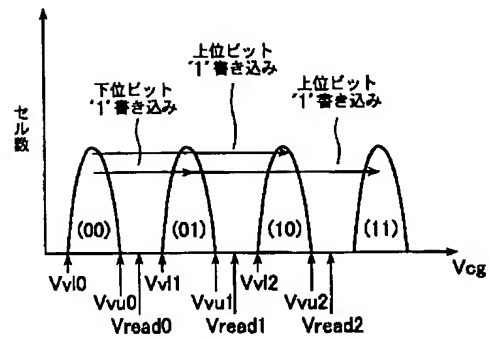 上位ビット
"1"書き込み
下位ビット
"1"書き込み
上位ビット
"1"書き込み
セル数
(00)
(01)
(10)
(11)
Vcg
Vvl0
Vvl1
Vvl2
Vvu0
Vvu1
Vvu2
Vread0
Vread1
Vread2